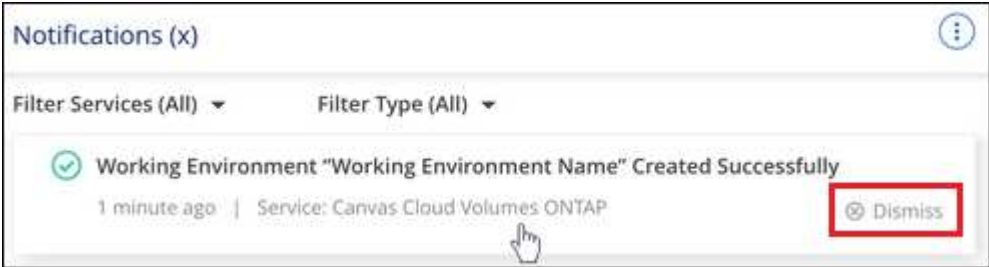 Notifications (x)
Filter Services (All) Filter Type (All)
Working Environment “Working Environment Name” Created Successfully
1 minute ago | Service: Canvas Cloud Volumes ONTAP
Dismiss